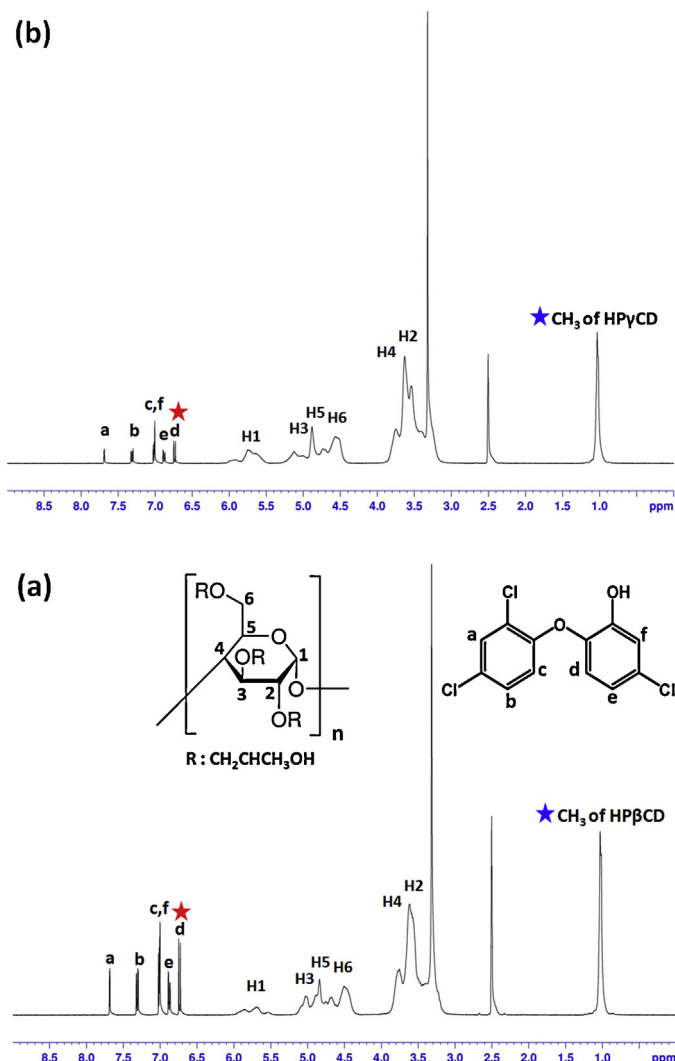 (b)
★ CH₃ of HPγCD
H2
H4
c,f ★
a b e d
H1
H3 H5 H6
8.5 8.0 7.5 7.0 6.5 6.0 5.5 5.0 4.5 4.0 3.5 3.0 2.5 2.0 1.5 1.0 ppm
(a)
RO 6
5 O
4 RO 1
3 2 O
OR
n
R : CH₂CHCH₃OH
Cl OH
a O f
Cl c d Cl
b e
★ CH₃ of HPβCD
H2
H4
c,f ★
d
a b e
H1
H3 H5 H6
8.5 8.0 7.5 7.0 6.5 6.0 5.5 5.0 4.5 4.0 3.5 3.0 2.5 2.0 1.5 1.0 ppm